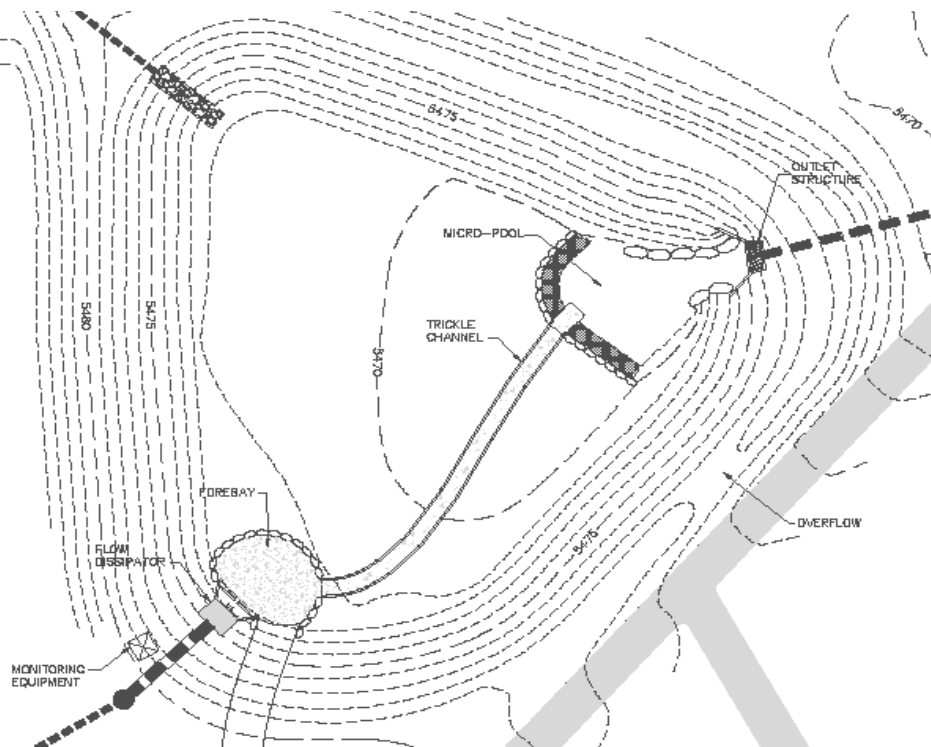 5475
5470
OUTLET
STRUCTURE
MICRO-POOL
5480
5475
TRICKLE
CHANNEL
5470
FOREBAY
OVERFLOW
5475
FLOW
DISSIPATOR
MONITORING
EQUIPMENT